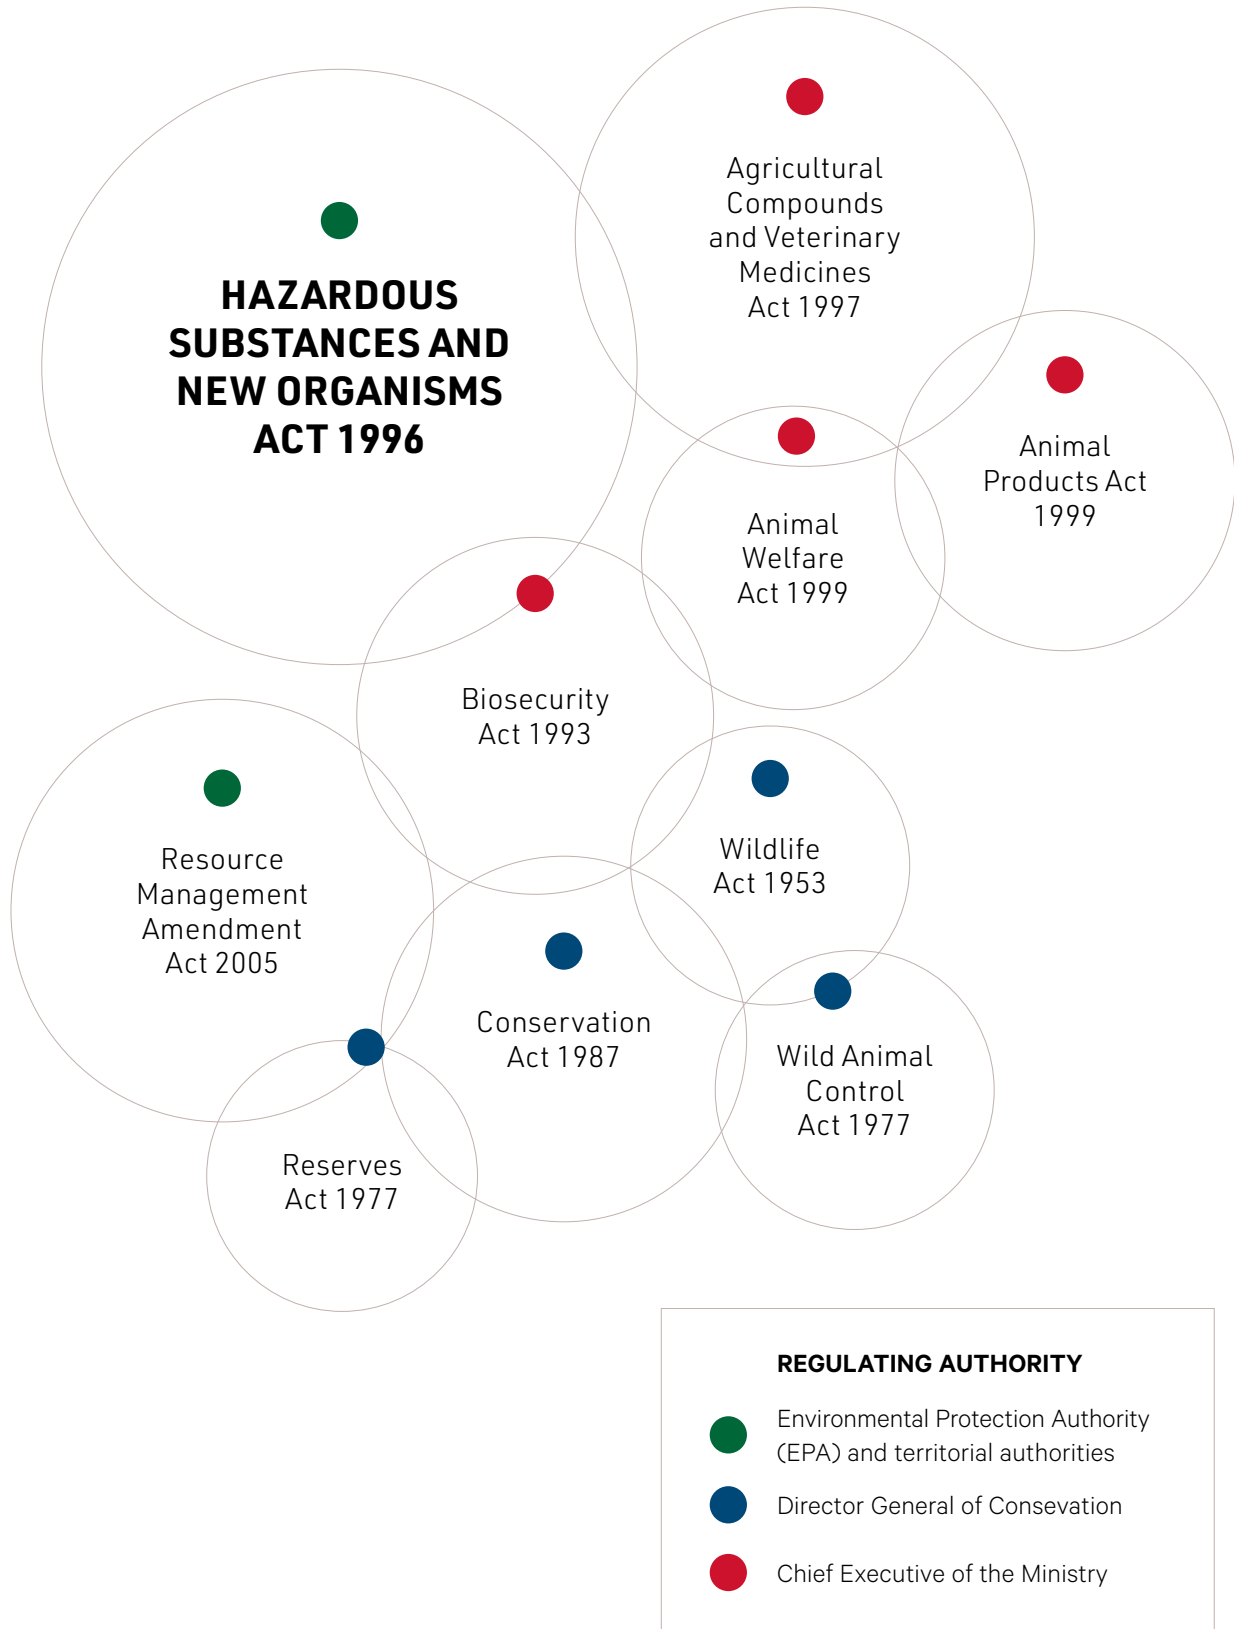 Agricultural
Compounds
and Veterinary
Medicines
Act 1997
HAZARDOUS
SUBSTANCES AND
NEW ORGANISMS
ACT 1996
Animal
Products Act
1999
Animal
Welfare
Act 1999
Biosecurity
Act 1993
Wildlife
Act 1953
Resource
Management
Amendment
Act 2005
Conservation
Act 1987
Wild Animal
Control
Act 1977
Reserves
Act 1977
REGULATING AUTHORITY
Environmental Protection Authority
(EPA) and territorial authorities
Director General of Consevation
Chief Executive of the Ministry